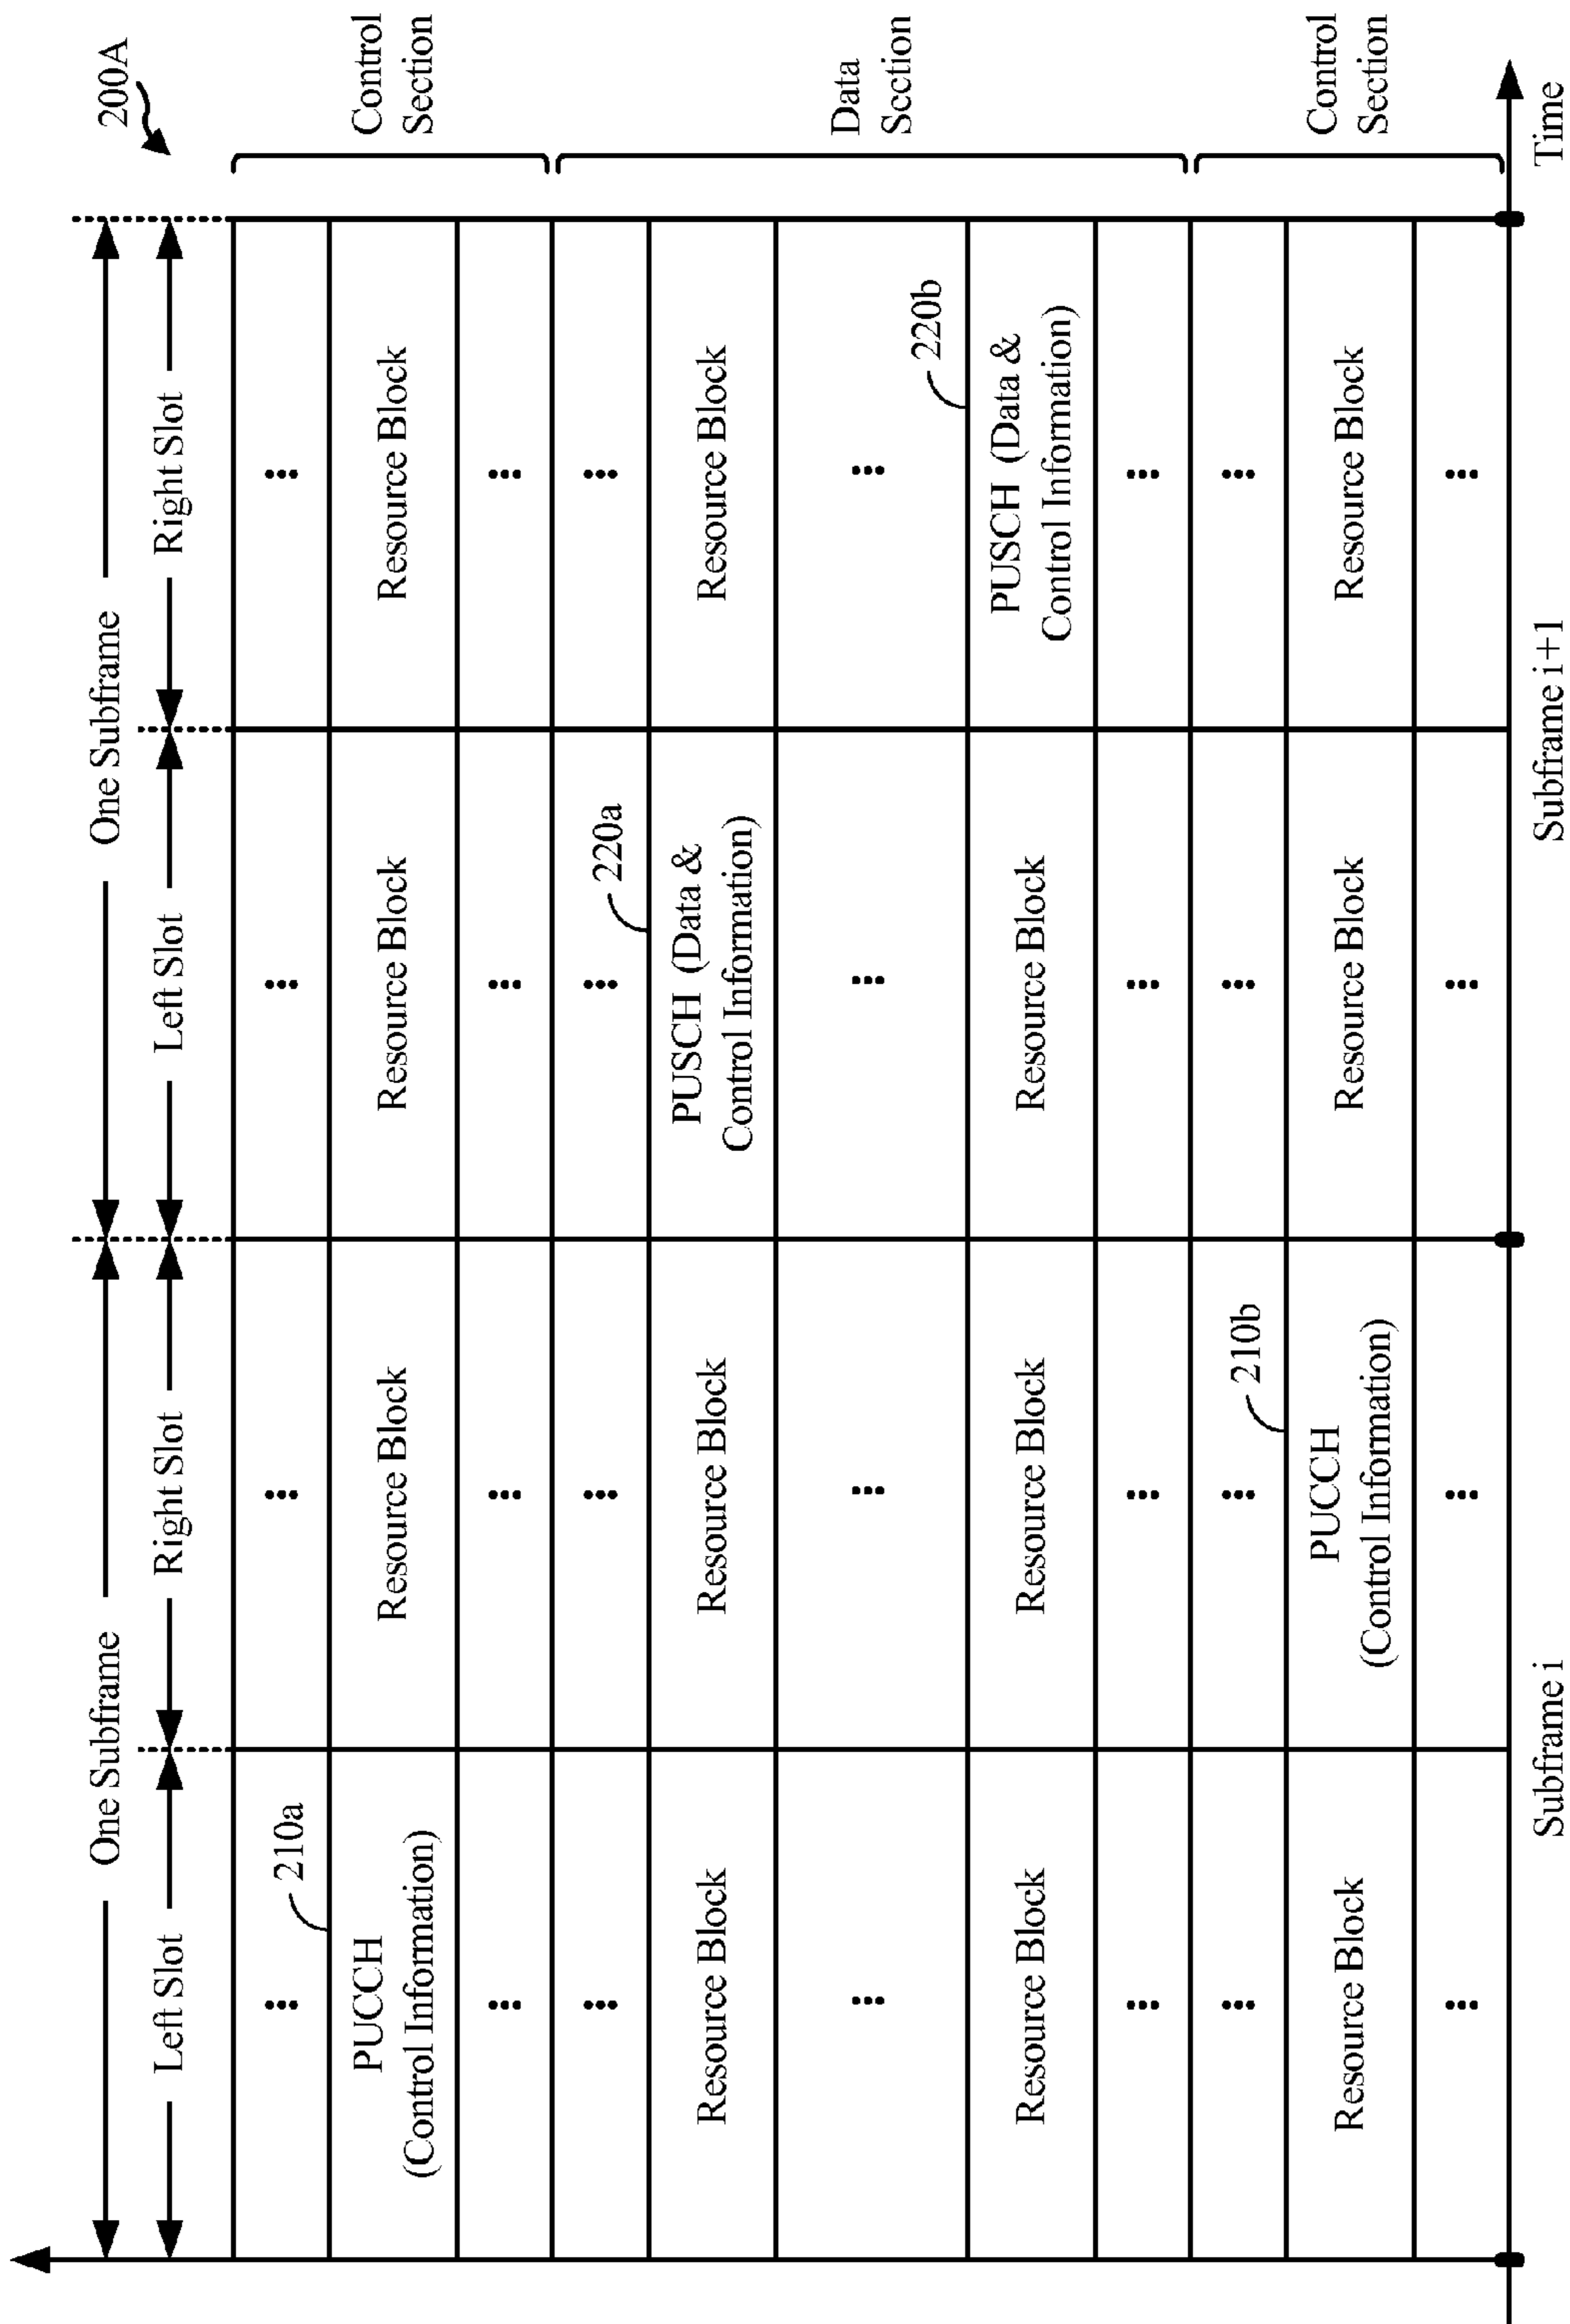 200A
One Subframe
One Subframe
Left Slot
Right Slot
Left Slot
Right Slot
210a
PUCCH
(Control Information)
Resource Block
Resource Block
Resource Block
Control
Section
220a
Resource Block
Resource Block
PUSCH (Data &
Control Information)
Resource Block
Data
Section
220b
Resource Block
Resource Block
Resource Block
PUSCH (Data &
Control Information)
210b
Resource Block
PUCCH
(Control Information)
Resource Block
Resource Block
Control
Section
Subframe i
Subframe i+1
Time